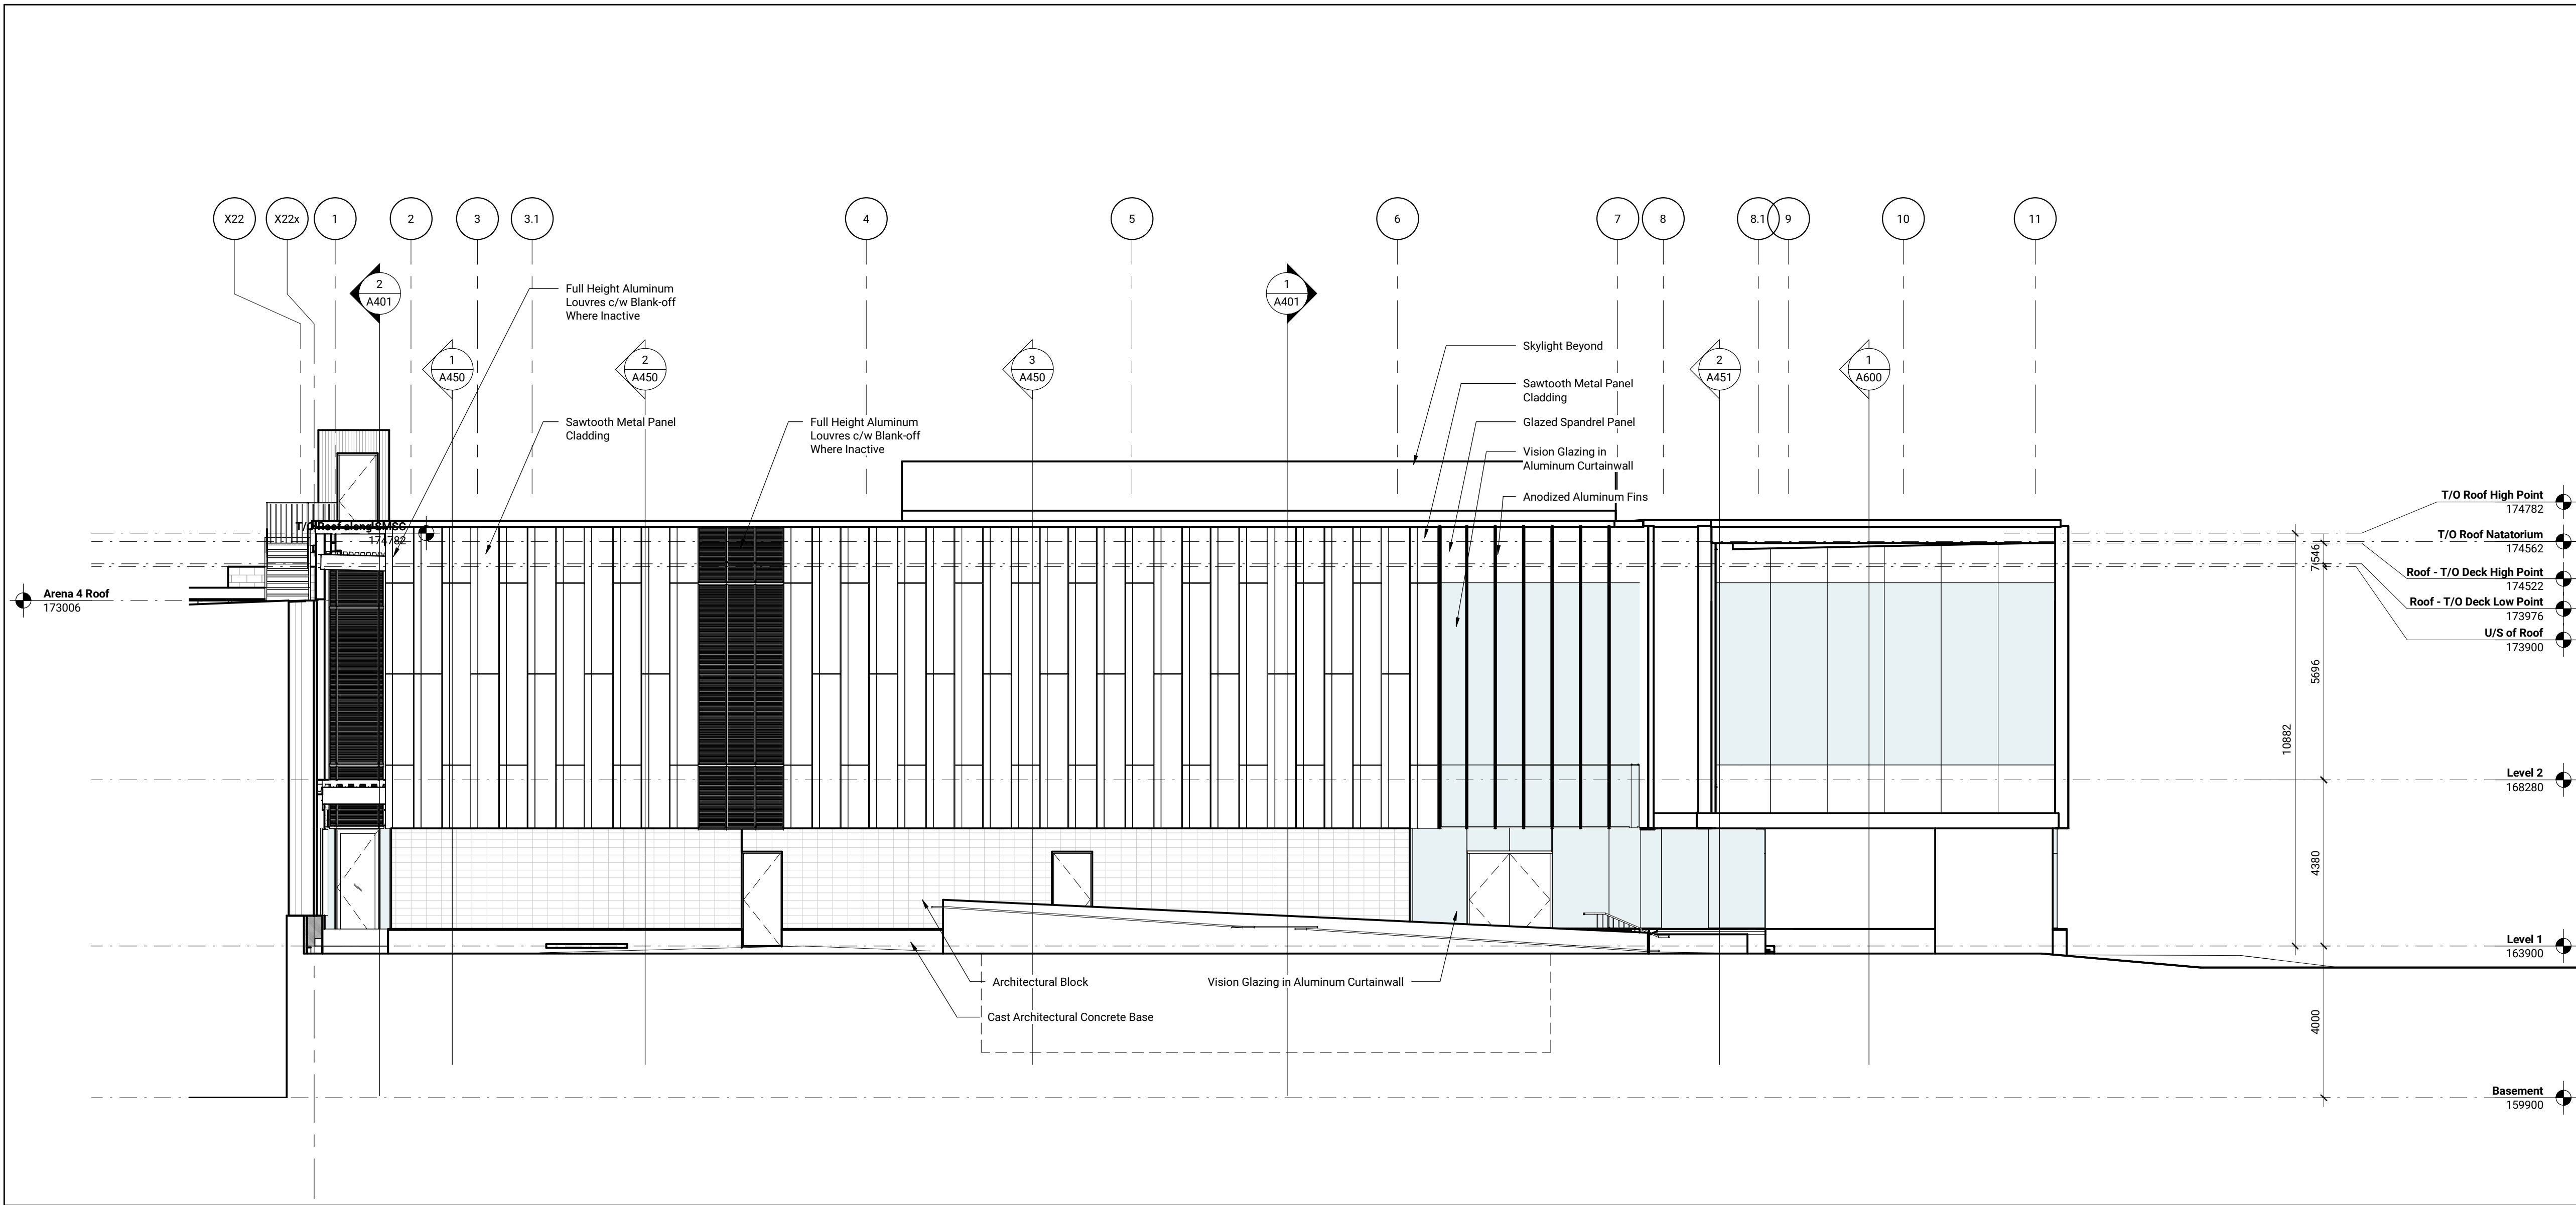 X22
X22x
1
2
3
3.1
4
5
6
7
8
8.1
9
10
11
2
A401
1
A401
Full Height Aluminum
Louvres c/w Blank-off
Where Inactive
1
A450
2
A450
3
A450
2
A451
1
A600
Skylight Beyond
Sawtooth Metal Panel
Cladding
Glazed Spandrel Panel
Vision Glazing in
Aluminum Curtainwall
Anodized Aluminum Fins
Sawtooth Metal Panel
Cladding
Full Height Aluminum
Louvres c/w Blank-off
Where Inactive
T/O Roof along SMSC
174782
Arena 4 Roof
173006
T/O Roof High Point
174782
T/O Roof Natatorium
174562
Roof - T/O Deck High Point
174522
Roof - T/O Deck Low Point
173976
U/S of Roof
173900
546
5696
10882
4380
4000
Level 2
168280
Level 1
163900
Basement
159900
Architectural Block
Cast Architectural Concrete Base
Vision Glazing in Aluminum Curtainwall